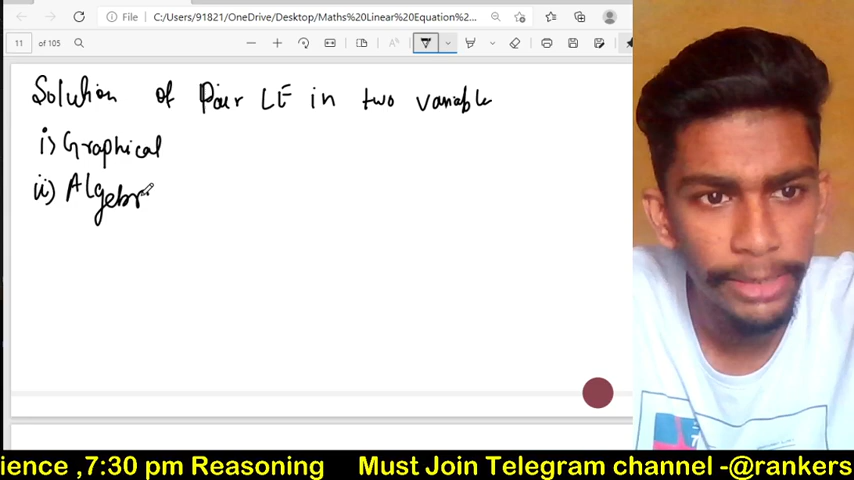 File
C:/Users/91821/OneDrive/Desktop/Maths%20Linear%20Equation%2...
11 of 105
Solution of Pair LE in two variable
i) Graphical
ii) Algebr
ience ,7:30 pm Reasoning Must Join Telegram channel -@rankers